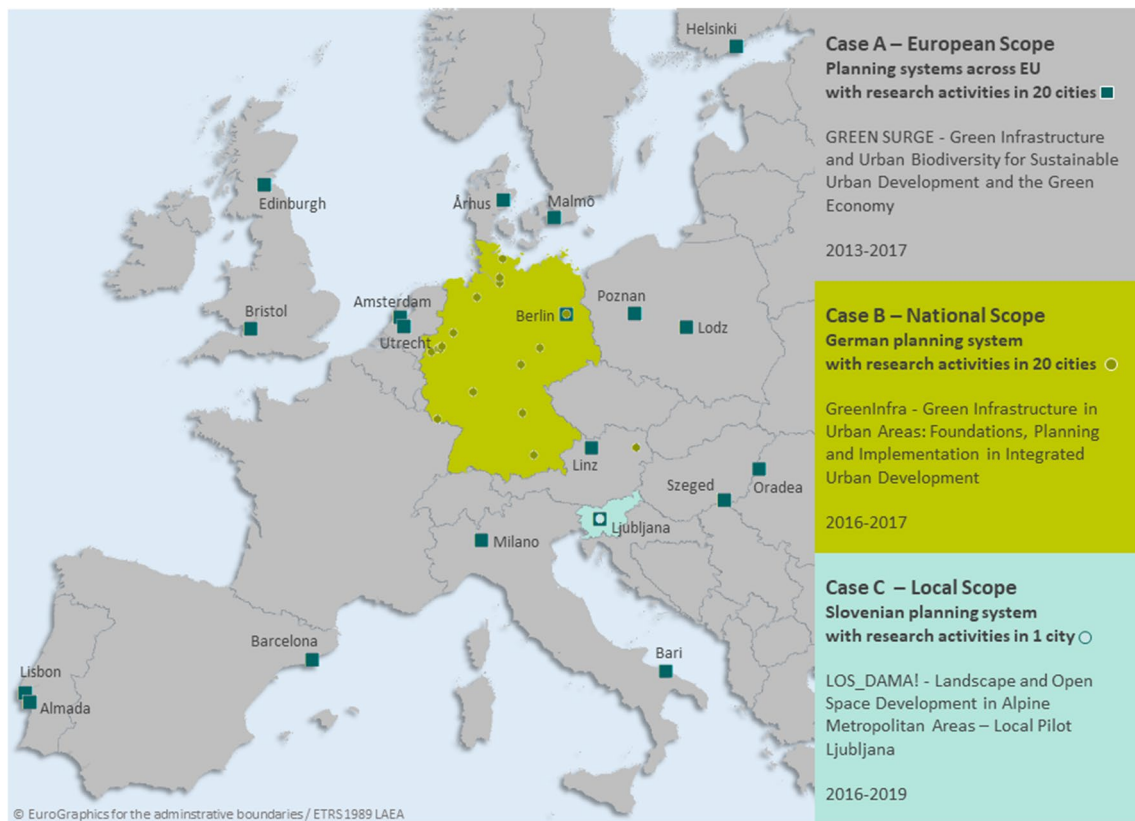 Helsinki
Edinburgh
Århus
Malmö
Bristol
Amsterdam
Utrecht
Berlin
Poznan
Lodz
Linz
Szeged
Oradea
Ljubljana
Milano
Barcelona
Bari
Lisbon
Almada
© EuroGraphics for the adminstrative boundaries / ETRS1989 LAEA
Case A – European Scope
Planning systems across EU
with research activities in 20 cities
GREEN SURGE - Green Infrastructure
and Urban Biodiversity for Sustainable
Urban Development and the Green
Economy
2013-2017
Case B – National Scope
German planning system
with research activities in 20 cities
GreenInfra - Green Infrastructure in
Urban Areas: Foundations, Planning
and Implementation in Integrated
Urban Development
2016-2017
Case C – Local Scope
Slovenian planning system
with research activities in 1 city
LOS_DAMA! - Landscape and Open
Space Development in Alpine
Metropolitan Areas – Local Pilot
Ljubljana
2016-2019